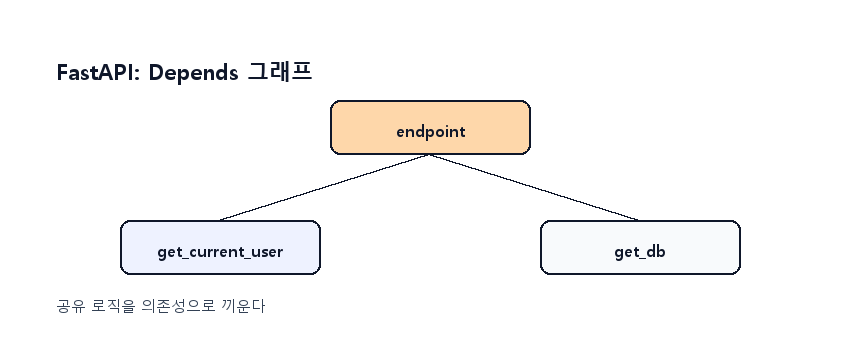 FastAPI: Depends 그래프
endpoint
get_current_user
get_db
공유 로직을 의존성으로 끼운다